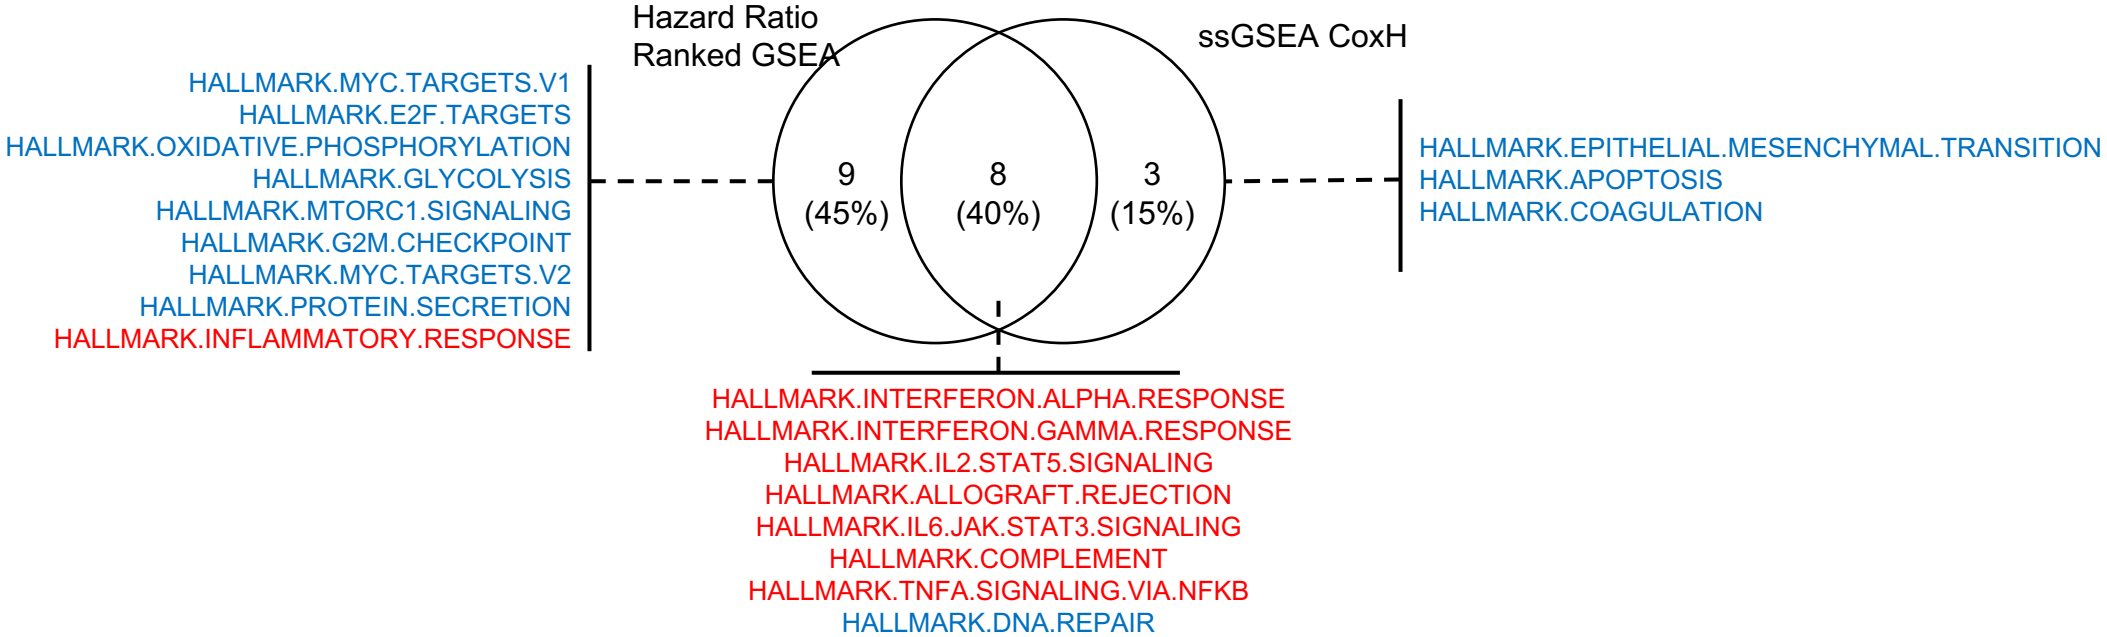 Hazard Ratio
Ranked GSEA
ssGSEA CoxH
HALLMARK.MYC.TARGETS.V1
HALLMARK.E2F.TARGETS
HALLMARK.OXIDATIVE.PHOSPHORYLATION
HALLMARK.GLYCOLYSIS
HALLMARK.MTORC1.SIGNALING
HALLMARK.G2M.CHECKPOINT
HALLMARK.MYC.TARGETS.V2
HALLMARK.PROTEIN.SECRETION
HALLMARK.INFLAMMATORY.RESPONSE
9
(45%)
8
(40%)
3
(15%)
HALLMARK.EPITHELIAL.MESENCHYMAL.TRANSITION
HALLMARK.APOPTOSIS
HALLMARK.COAGULATION
HALLMARK.INTERFERON.ALPHA.RESPONSE
HALLMARK.INTERFERON.GAMMA.RESPONSE
HALLMARK.IL2.STAT5.SIGNALING
HALLMARK.ALLOGRAFT.REJECTION
HALLMARK.IL6.JAK.STAT3.SIGNALING
HALLMARK.COMPLEMENT
HALLMARK.TNFA.SIGNALING.VIA.NFKB
HALLMARK.DNA.REPAIR